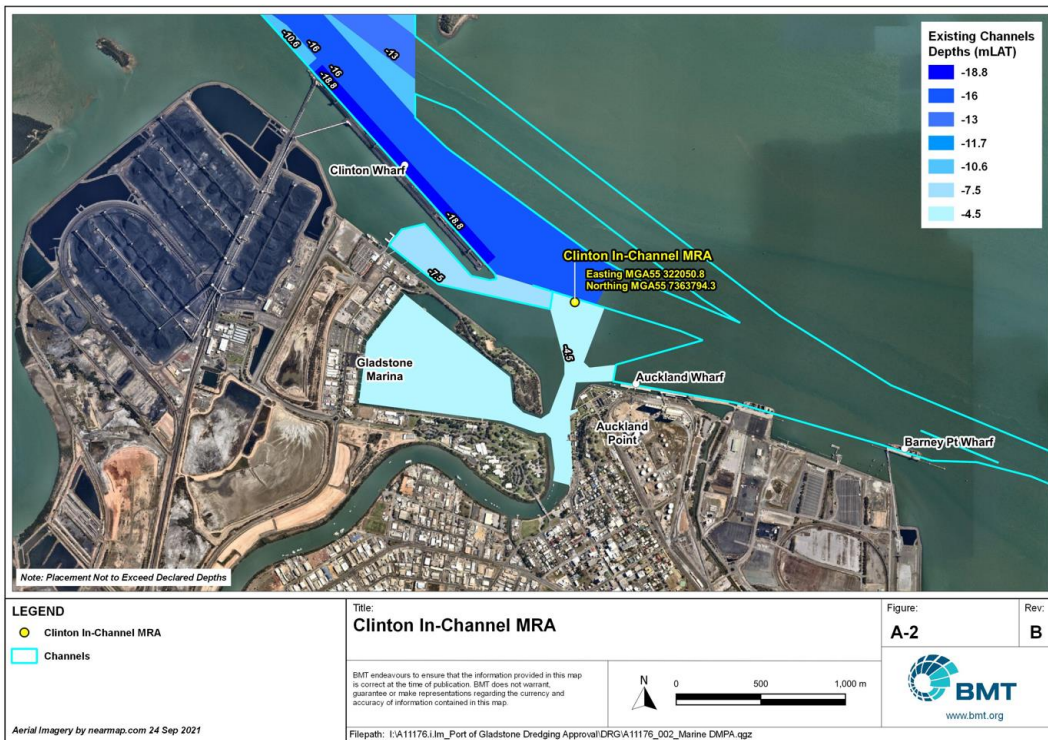 -10.6
-16
-13
-16
-18.8
Existing Channels
Depths (mLAT)
-18.8
-16
-13
-11.7
-10.6
-7.5
-4.5
Clinton Wharf
-18.8
-7.5
Clinton In-Channel MRA
Easting MGA55 322050.8
Northing MGA55 7363794.3
-4.5
Gladstone
Marina
Auckland Wharf
Auckland
Point
Barney Pt Wharf
Note: Placement Not to Exceed Declared Depths
LEGEND
Clinton In-Channel MRA
Channels
Aerial Imagery by nearmap.com 24 Sep 2021
Title:
Clinton In-Channel MRA
BMT endeavours to ensure that the information provided in this map
is correct at the time of publication. BMT does not warrant,
guarantee or make representations regarding the currency and
accuracy of information contained in this map.
N
0 500 1,000 m
Filepath: I:\A11176.i.lm_Port of Gladstone Dredging Approval\DRG\A11176_002_Marine DMPA.qgz
Figure:
A-2
Rev:
B
BMT
www.bmt.org